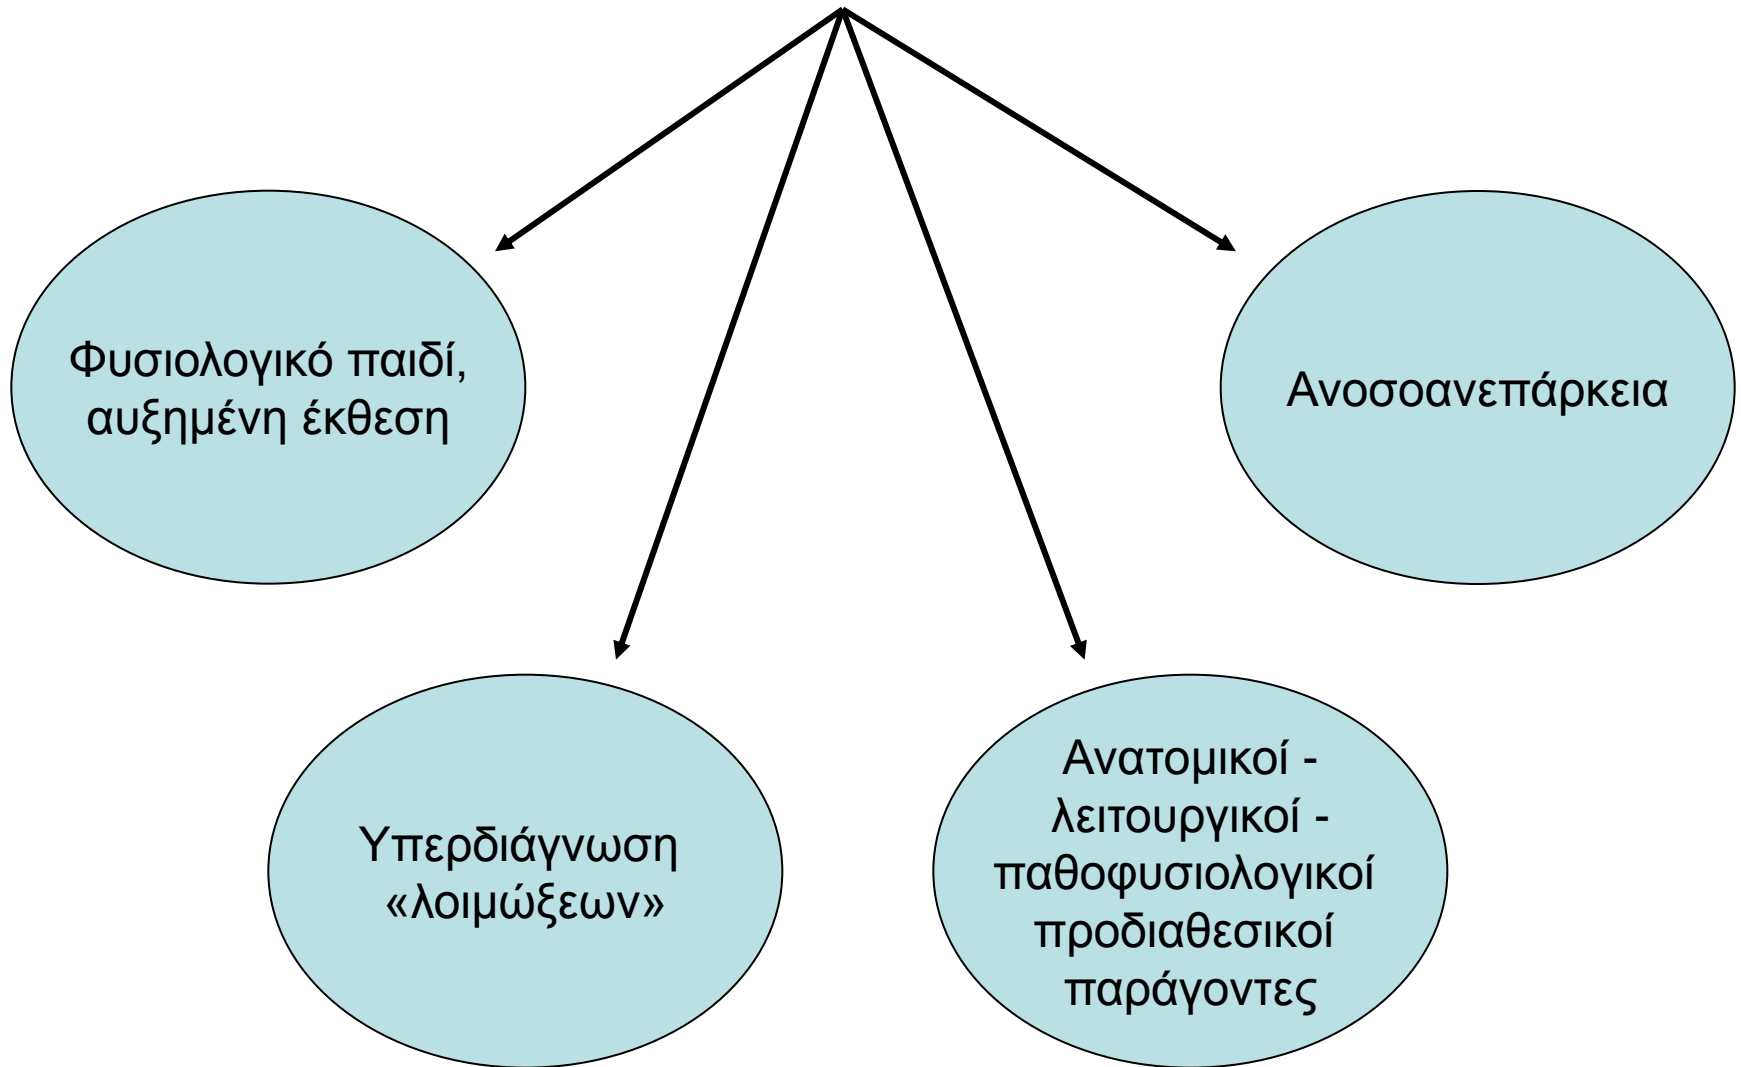 Φυσιολογικό παιδί,
αυξημένη έκθεση
Ανοσοανεπάρκεια
Υπερδιάγνωση
«λοιμώξεων»
Ανατομικοί -
λειτουργικοί -
παθοφυσιολογικοί
προδιαθεσικοί
παράγοντες